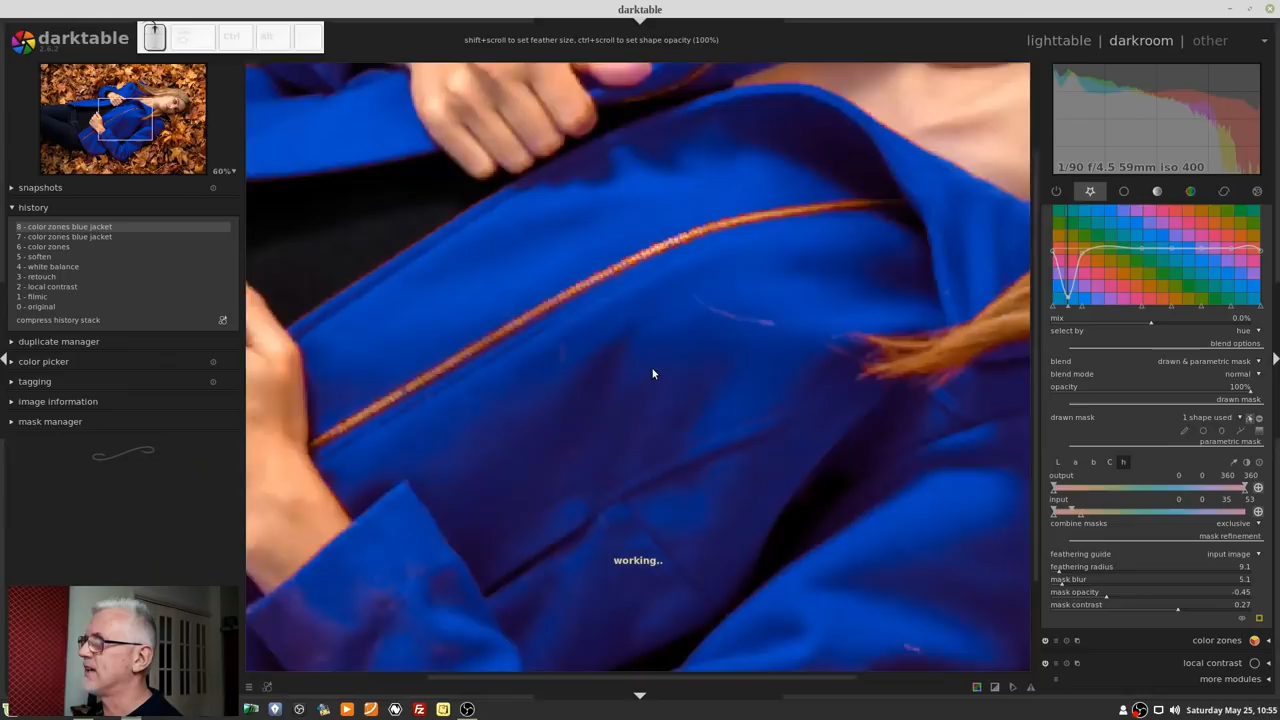 darktable
darktable
2.6.2
Ctrl
Alt
shift+scroll to set feather size, ctrl+scroll to set shape opacity (100%)
lighttable | darkroom | other
60%
snapshots
history
8 - color zones blue jacket
7 - color zones blue jacket
6 - color zones
5 - soften
4 - white balance
3 - retouch
2 - local contrast
1 - filmic
0 - original
compress history stack
duplicate manager
color picker
tagging
image information
mask manager
working..
1/90 f/4.5 59mm iso 400
mix 0.0%
select by hue
blend options
blend drawn & parametric mask
blend mode normal
opacity 100%
drawn mask
drawn mask 1 shape used
parametric mask
L a b C h
output 0 0 360 360
input 0 0 35 53
combine masks exclusive
mask refinement
feathering guide input image
feathering radius 9.1
mask blur 5.1
mask opacity -0.45
mask contrast 0.27
color zones
local contrast
more modules
Saturday May 25, 10:55